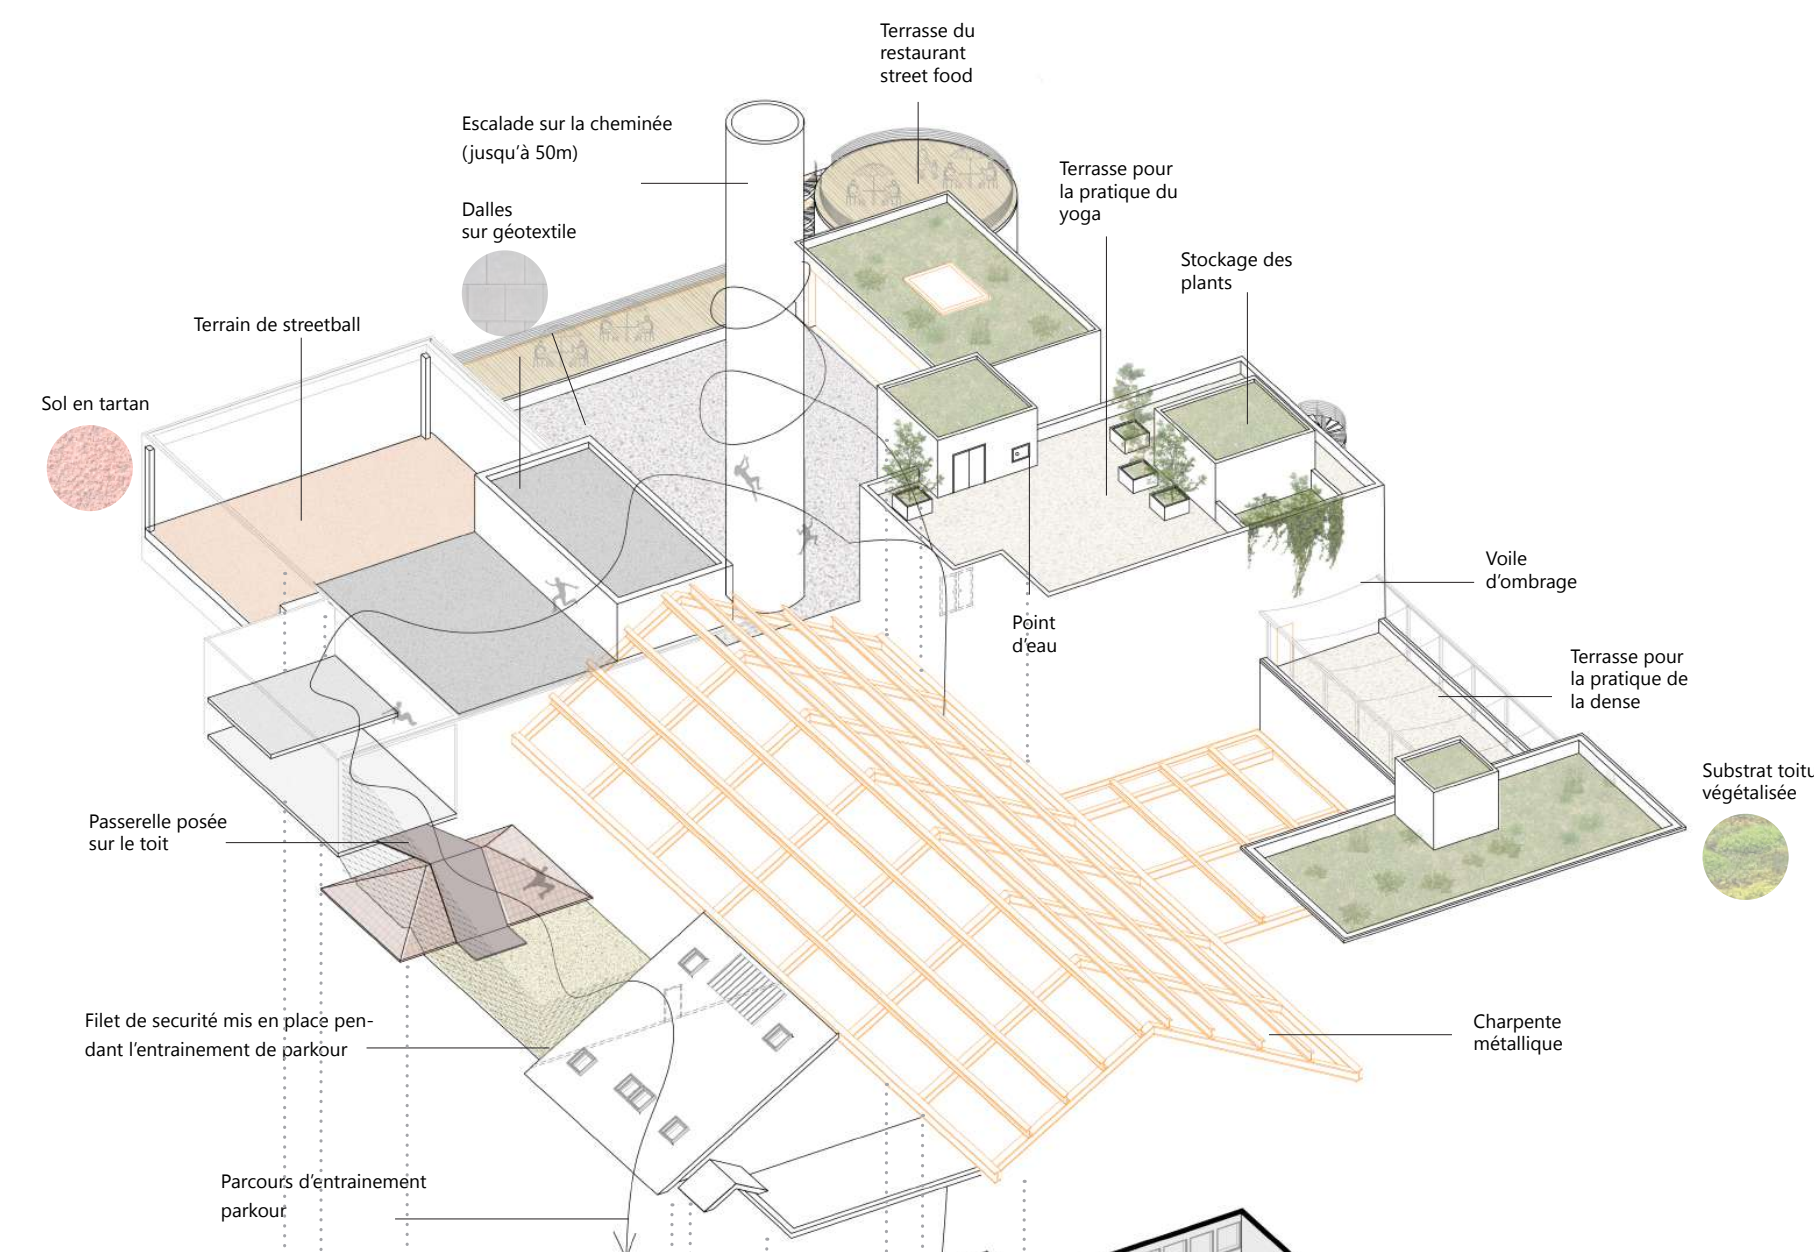 Terrasse du
restaurant
street food
Escalade sur la cheminée
(jusqu'à 50m)
Dalles
sur géotextile
Terrasse pour
la pratique du
yoga
Stockage des
plants
Terrain de streetball
Sol en tartan
Voile
d'ombrage
Point
d'eau
Terrasse pour
la pratique de
la dense
Substrat toitu
végétalisée
Passerelle posée
sur le toit
Filet de securité mis en place pen-
dant l'entrainement de parkour
Charpente
métallique
Parcours d'entrainement
parkour